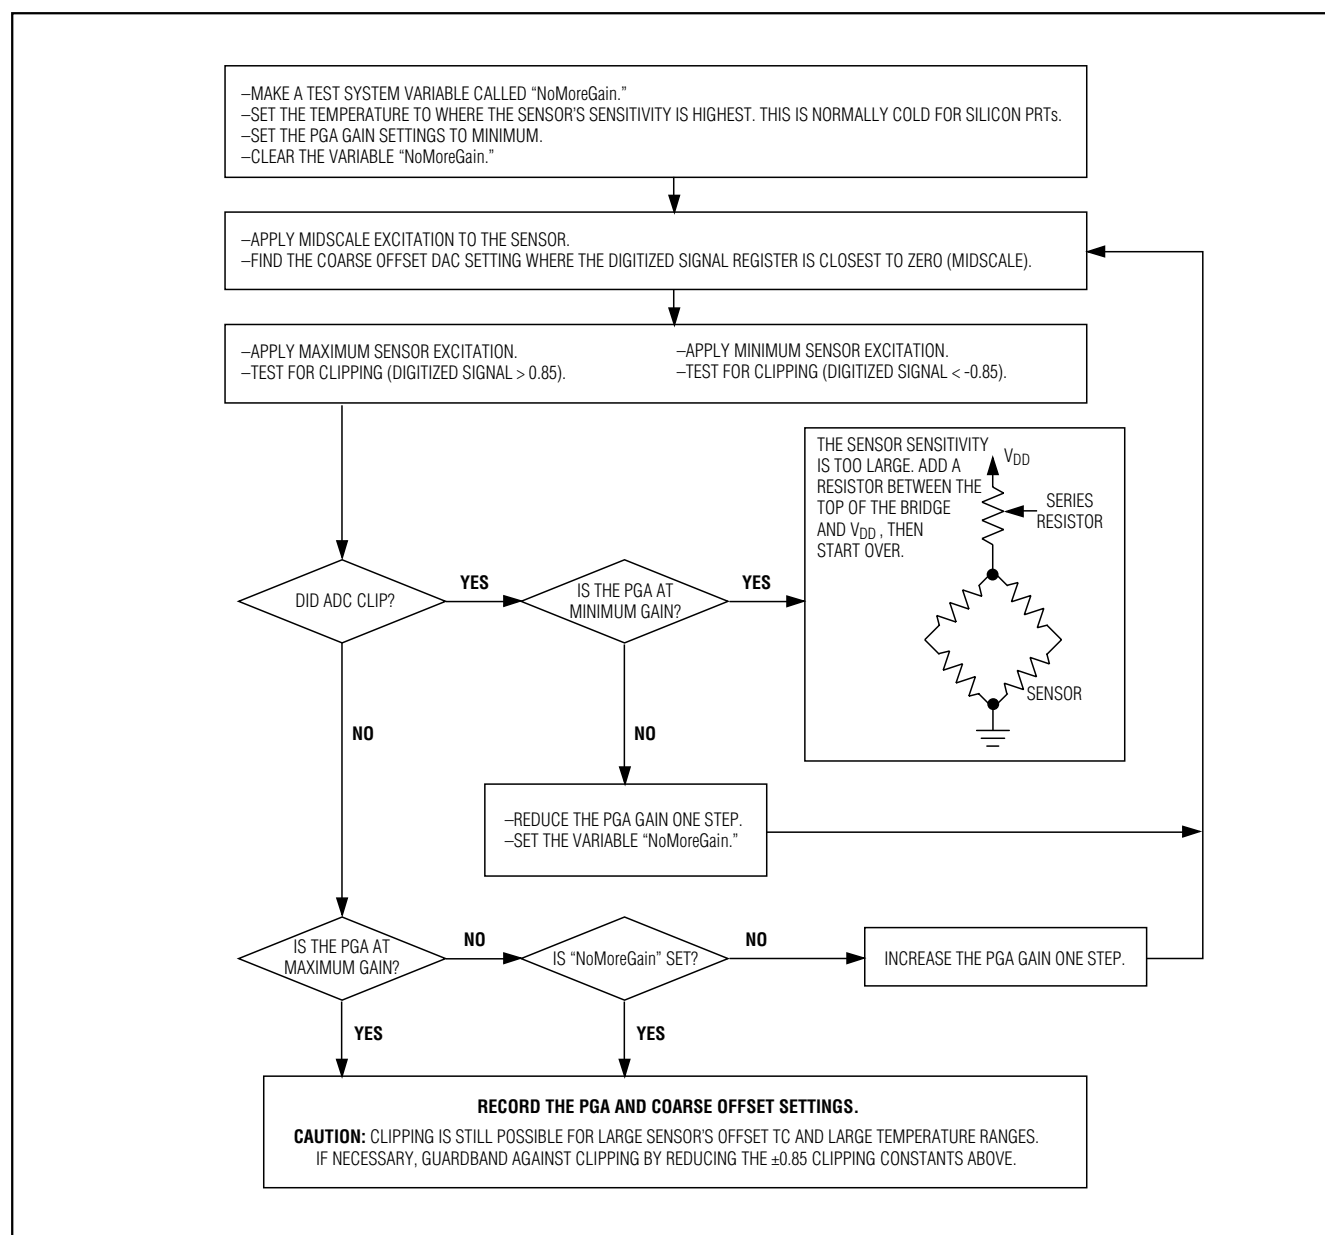 –MAKE A TEST SYSTEM VARIABLE CALLED “NoMoreGain.”
–SET THE TEMPERATURE TO WHERE THE SENSOR’S SENSITIVITY IS HIGHEST. THIS IS NORMALLY COLD FOR SILICON PRTs.
–SET THE PGA GAIN SETTINGS TO MINIMUM.
–CLEAR THE VARIABLE “NoMoreGain.”
–APPLY MIDSCALE EXCITATION TO THE SENSOR.
–FIND THE COARSE OFFSET DAC SETTING WHERE THE DIGITIZED SIGNAL REGISTER IS CLOSEST TO ZERO (MIDSCALE).
–APPLY MAXIMUM SENSOR EXCITATION.
–TEST FOR CLIPPING (DIGITIZED SIGNAL > 0.85).
–APPLY MINIMUM SENSOR EXCITATION.
–TEST FOR CLIPPING (DIGITIZED SIGNAL < -0.85).
DID ADC CLIP?
YES
IS THE PGA AT
MINIMUM GAIN?
YES
THE SENSOR SENSITIVITY
IS TOO LARGE. ADD A
RESISTOR BETWEEN THE
TOP OF THE BRIDGE
AND VDD , THEN
START OVER.
VDD
SERIES
RESISTOR
SENSOR
NO
NO
–REDUCE THE PGA GAIN ONE STEP.
–SET THE VARIABLE “NoMoreGain.”
IS THE PGA AT
MAXIMUM GAIN?
NO
IS “NoMoreGain” SET?
NO
INCREASE THE PGA GAIN ONE STEP.
YES
YES
RECORD THE PGA AND COARSE OFFSET SETTINGS.
CAUTION: CLIPPING IS STILL POSSIBLE FOR LARGE SENSOR’S OFFSET TC AND LARGE TEMPERATURE RANGES.
IF NECESSARY, GUARDBAND AGAINST CLIPPING BY REDUCING THE ±0.85 CLIPPING CONSTANTS ABOVE.